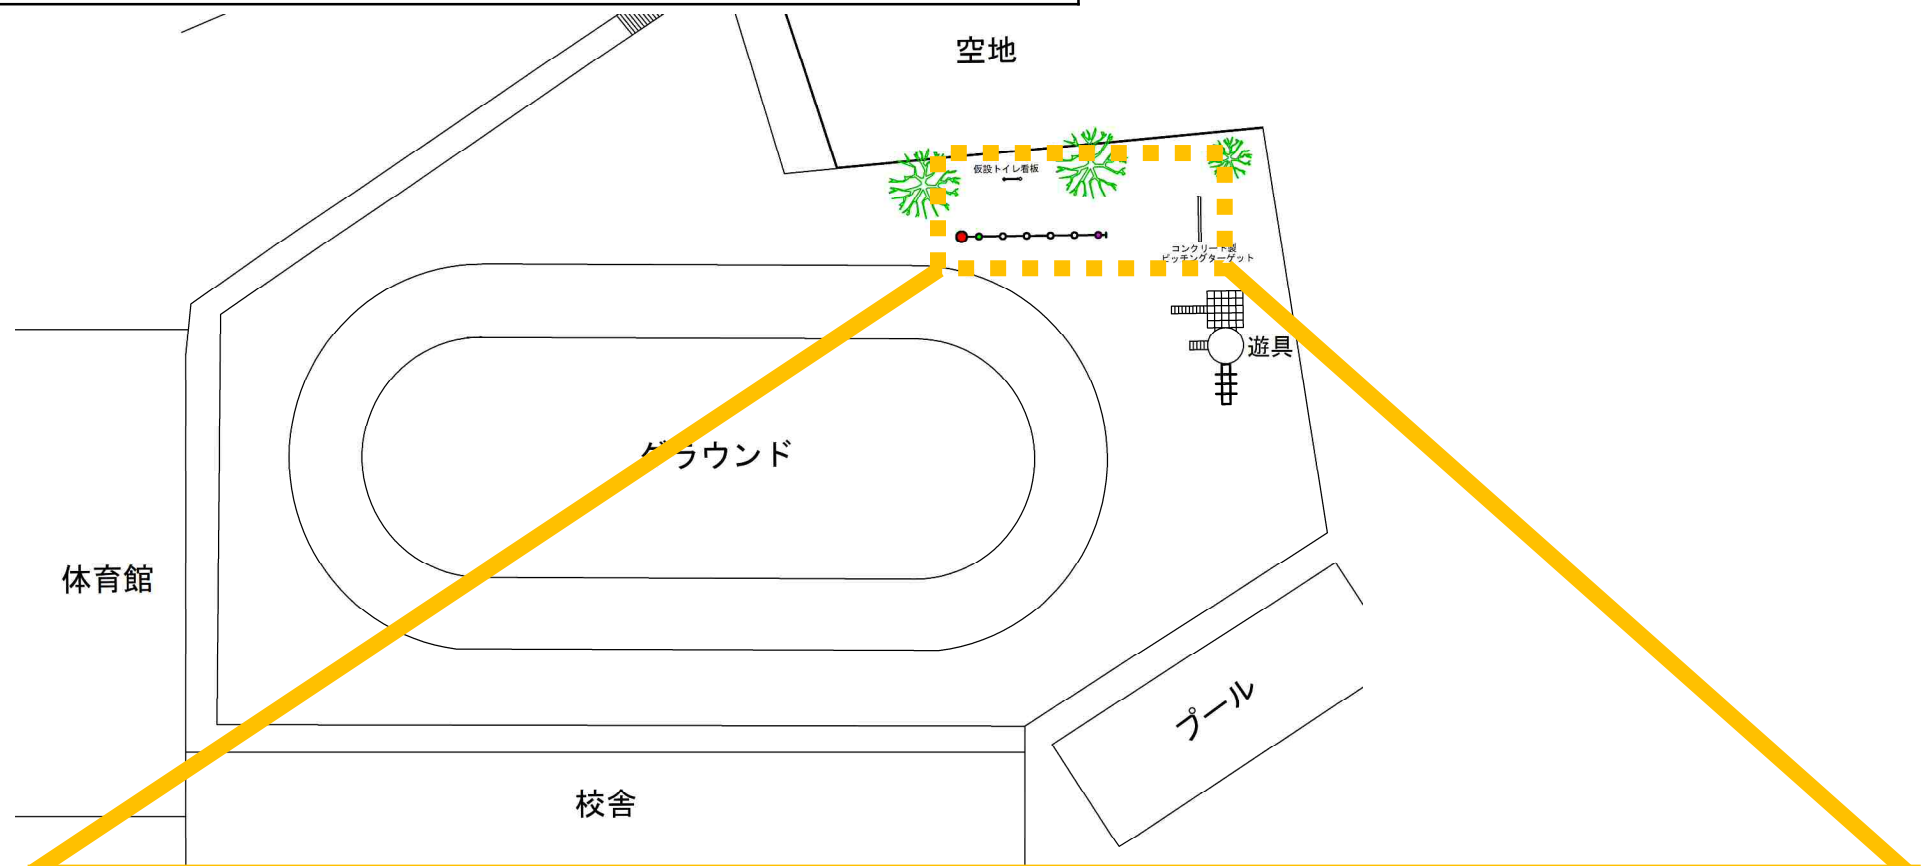 空地
仮設トイレ看板
コンクリート製
ピッチングターゲット
遊具
グラウンド
体育館
プール
校舎